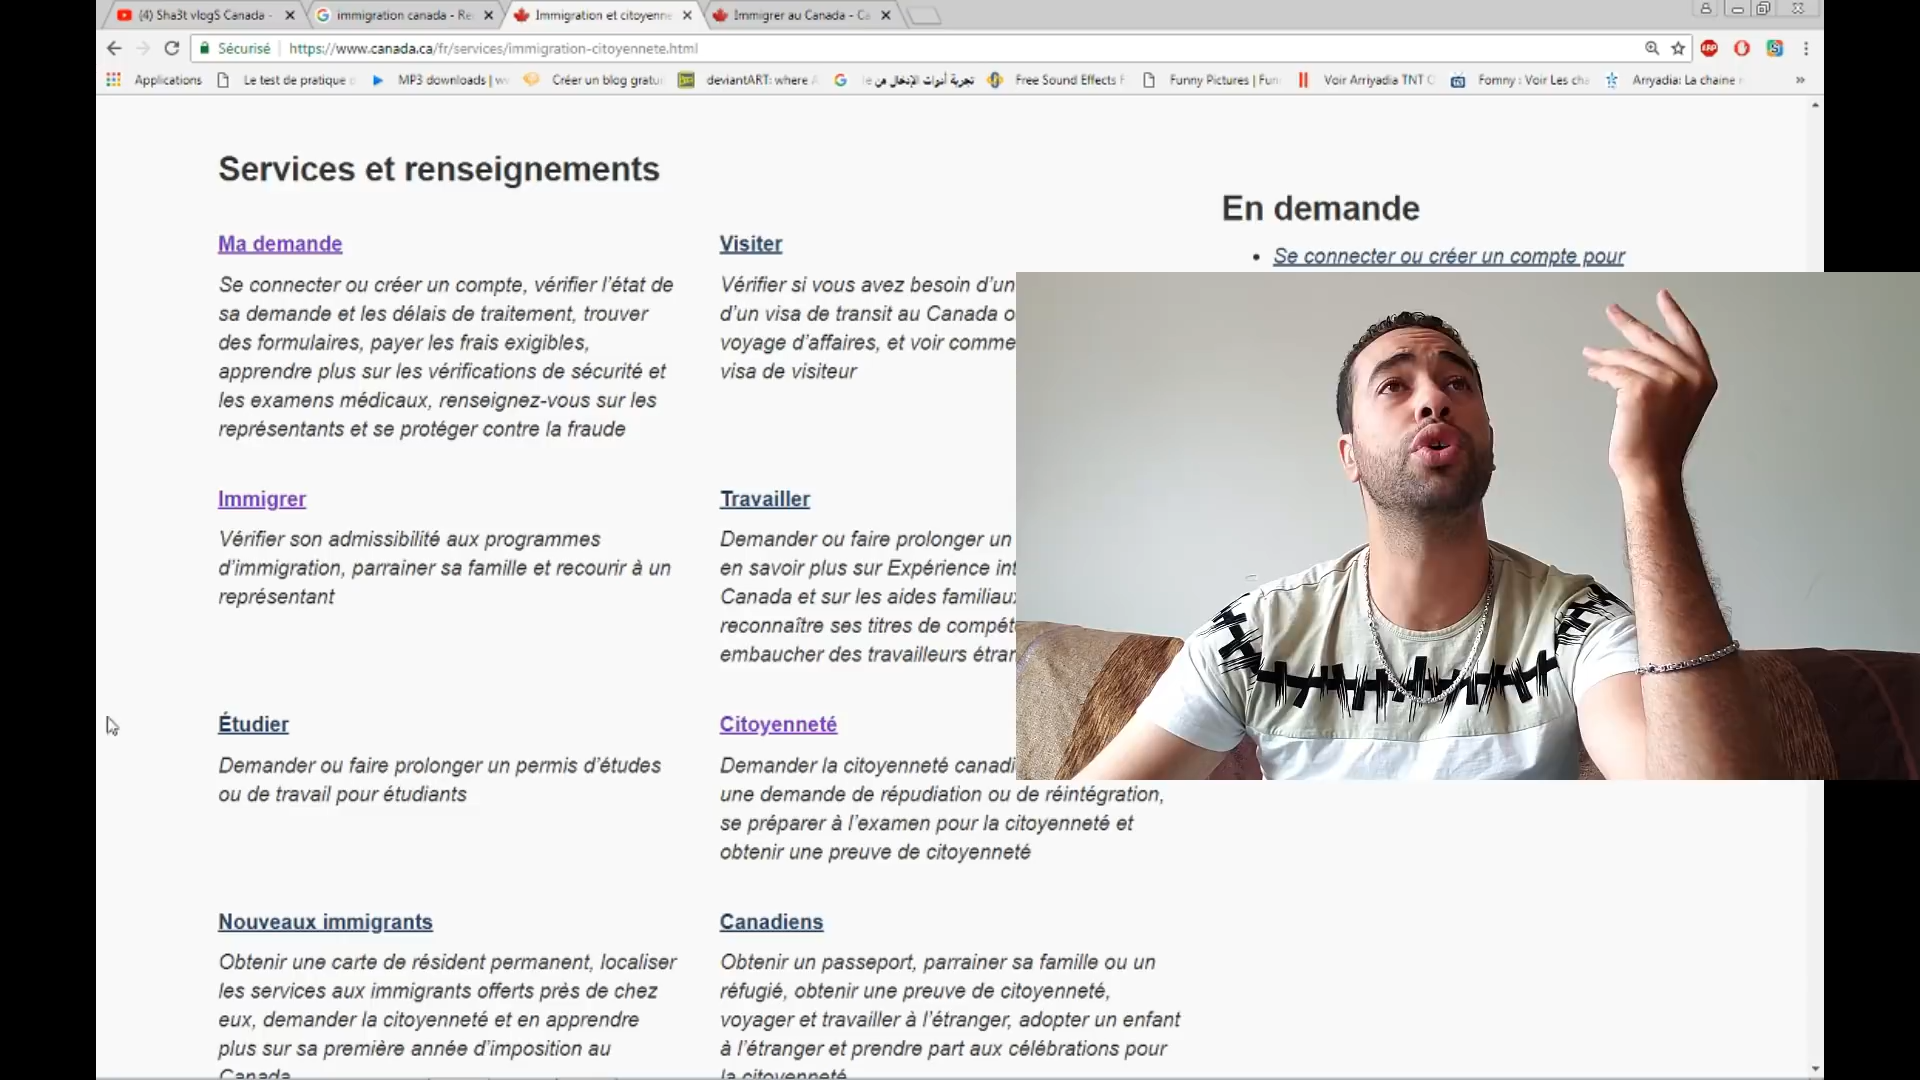 (4) Sha3t vlogS Canada -
immigration canada - Re
Immigration et citoyenne
Immigrer au Canada - Ca
Sécurisé
https://www.canada.ca/fr/services/immigration-citoyennete.html
Applications
Le test de pratique
MP3 downloads | w
Créer un blog gratu
deviantART: where
تجربة أدوات الإدخال من
Free Sound Effects F
Funny Pictures | Fun
Voir Arriyadia TNT
Fomny : Voir Les cha
Arryadia: La chaine
»
Services et renseignements
Ma demande
Se connecter ou créer un compte, vérifier l’état de
sa demande et les délais de traitement, trouver
des formulaires, payer les frais exigibles,
apprendre plus sur les vérifications de sécurité et
les examens médicaux, renseignez-vous sur les
représentants et se protéger contre la fraude
Visiter
Vérifier si vous avez besoin d’un
d’un visa de transit au Canada o
voyage d’affaires, et voir comme
visa de visiteur
En demande
• Se connecter ou créer un compte pour
Immigrer
Vérifier son admissibilité aux programmes
d’immigration, parrainer sa famille et recourir à un
représentant
Travailler
Demander ou faire prolonger un
en savoir plus sur Expérience int
Canada et sur les aides familiaux
reconnaître ses titres de compét
embaucher des travailleurs étran
Étudier
Demander ou faire prolonger un permis d’études
ou de travail pour étudiants
Citoyenneté
Demander la citoyenneté canadi
une demande de répudiation ou de réintégration,
se préparer à l’examen pour la citoyenneté et
obtenir une preuve de citoyenneté
Nouveaux immigrants
Obtenir une carte de résident permanent, localiser
les services aux immigrants offerts près de chez
eux, demander la citoyenneté et en apprendre
plus sur sa première année d’imposition au
Canada
Canadiens
Obtenir un passeport, parrainer sa famille ou un
réfugié, obtenir une preuve de citoyenneté,
voyager et travailler à l’étranger, adopter un enfant
à l’étranger et prendre part aux célébrations pour
la citoyenneté